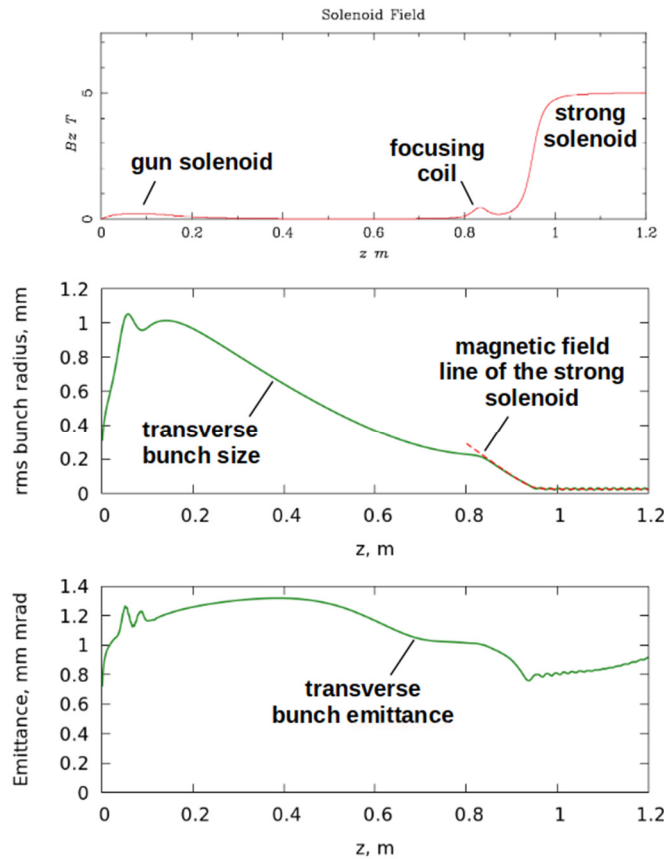 Solenoid Field
Bz T
5
0
gun solenoid
focusing
coil
strong
solenoid
0 0.2 0.4 0.6 0.8 1 1.2
z m
rms bunch radius, mm
1.2
1
0.8
0.6
0.4
0.2
0
transverse
bunch size
magnetic field
line of the strong
solenoid
0 0.2 0.4 0.6 0.8 1 1.2
z, m
Emittance, mm mrad
1.4
1.2
1
0.8
0.6
0.4
0.2
0
transverse
bunch emittance
0 0.2 0.4 0.6 0.8 1 1.2
z, m